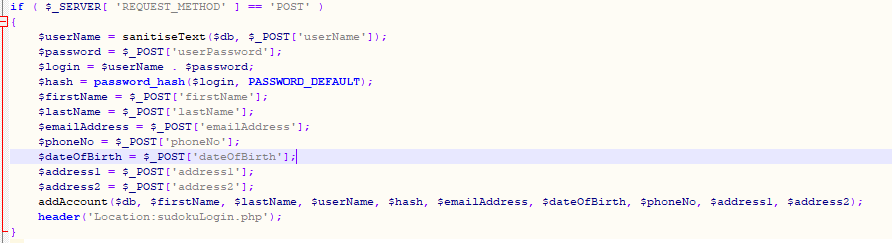 if ( $_SERVER[ 'REQUEST_METHOD' ] == 'POST' )
{
$userName = sanitiseText($db, $_POST['userName']);
$password = $_POST['userPassword'];
$login = $userName . $password;
$hash = password_hash($login, PASSWORD_DEFAULT);
$firstName = $_POST['firstName'];
$lastName = $_POST['lastName'];
$emailAddress = $_POST['emailAddress'];
$phoneNo = $_POST['phoneNo'];
$dateOfBirth = $_POST['dateOfBirth'];
$address1 = $_POST['address1'];
$address2 = $_POST['address2'];
addAccount($db, $firstName, $lastName, $userName, $hash, $emailAddress, $dateOfBirth, $phoneNo, $address1, $address2);
header('Location:sudokuLogin.php');
}